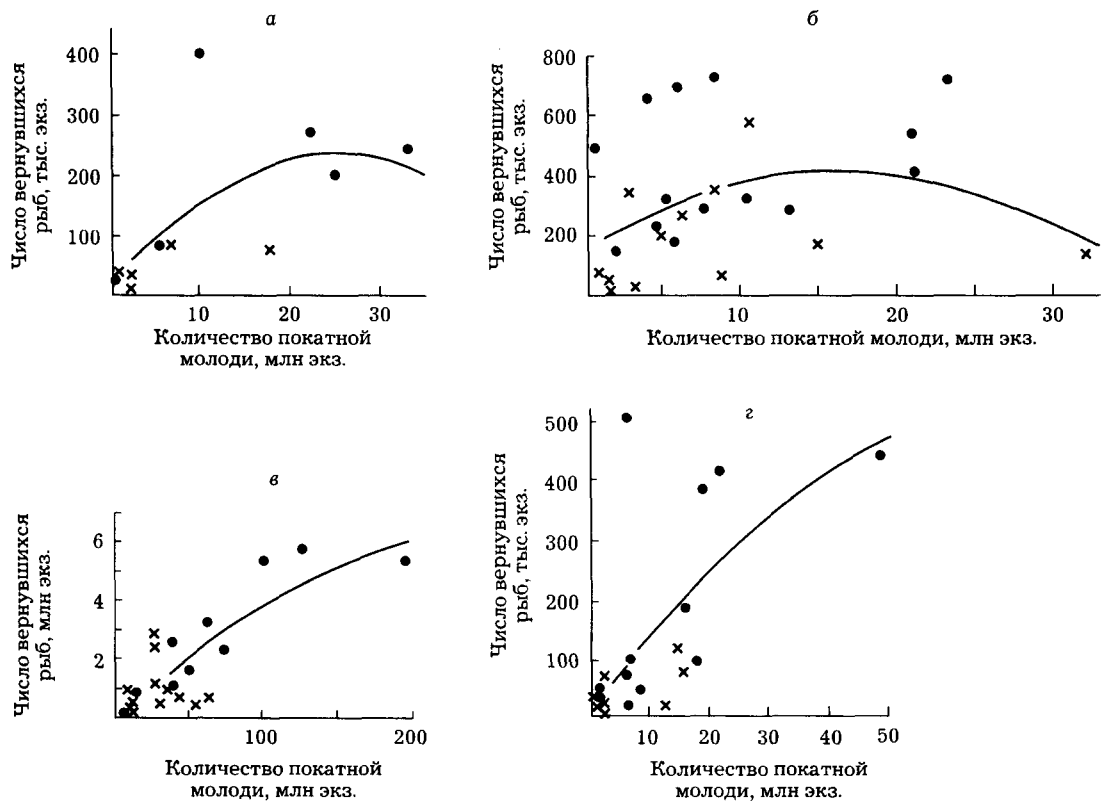 а
400
300
200
100
10
20
30
Число вернувшихся
рыб, тыс. экз.
Количество покатной
молоди, млн экз.
б
800
600
400
200
10
20
30
Число вернувшихся
рыб, тыс. экз.
Количество покатной молоди, млн экз.
в
6
4
2
100
200
Число вернувшихся
рыб, млн экз.
Количество покатной
молоди, млн экз.
г
500
400
300
200
100
10
20
30
40
50
Число вернувшихся
рыб, тыс. экз.
Количество покатной
молоди, млн экз.